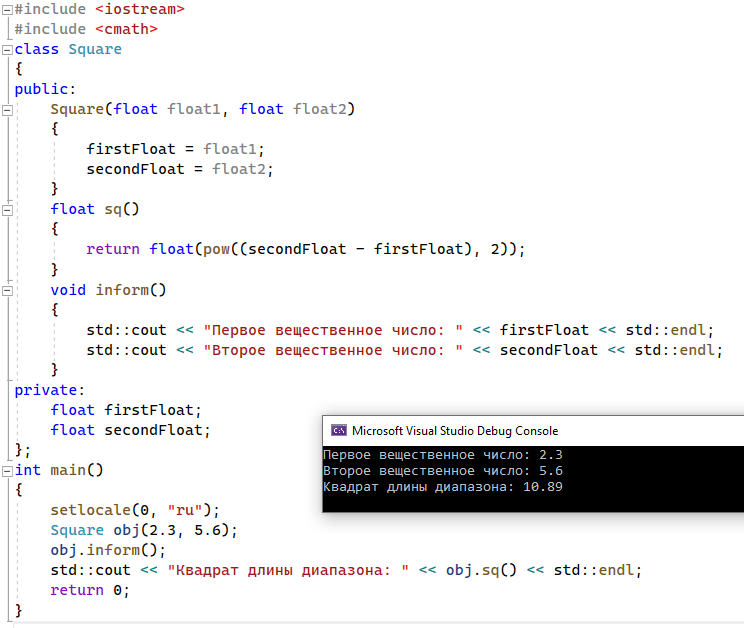 #include <iostream>
#include <cmath>
class Square
{
public:
    Square(float float1, float float2)
    {
        firstFloat = float1;
        secondFloat = float2;
    }
    float sq()
    {
        return float(pow((secondFloat - firstFloat), 2));
    }
    void inform()
    {
        std::cout << "Первое вещественное число: " << firstFloat << std::endl;
        std::cout << "Второе вещественное число: " << secondFloat << std::endl;
    }
private:
    float firstFloat;
    float secondFloat;
};
int main()
{
    setlocale(0, "ru");
    Square obj(2.3, 5.6);
    obj.inform();
    std::cout << "Квадрат длины диапазона: " << obj.sq() << std::endl;
    return 0;
}
C:\ Microsoft Visual Studio Debug Console
Первое вещественное число: 2.3
Второе вещественное число: 5.6
Квадрат длины диапазона: 10.89